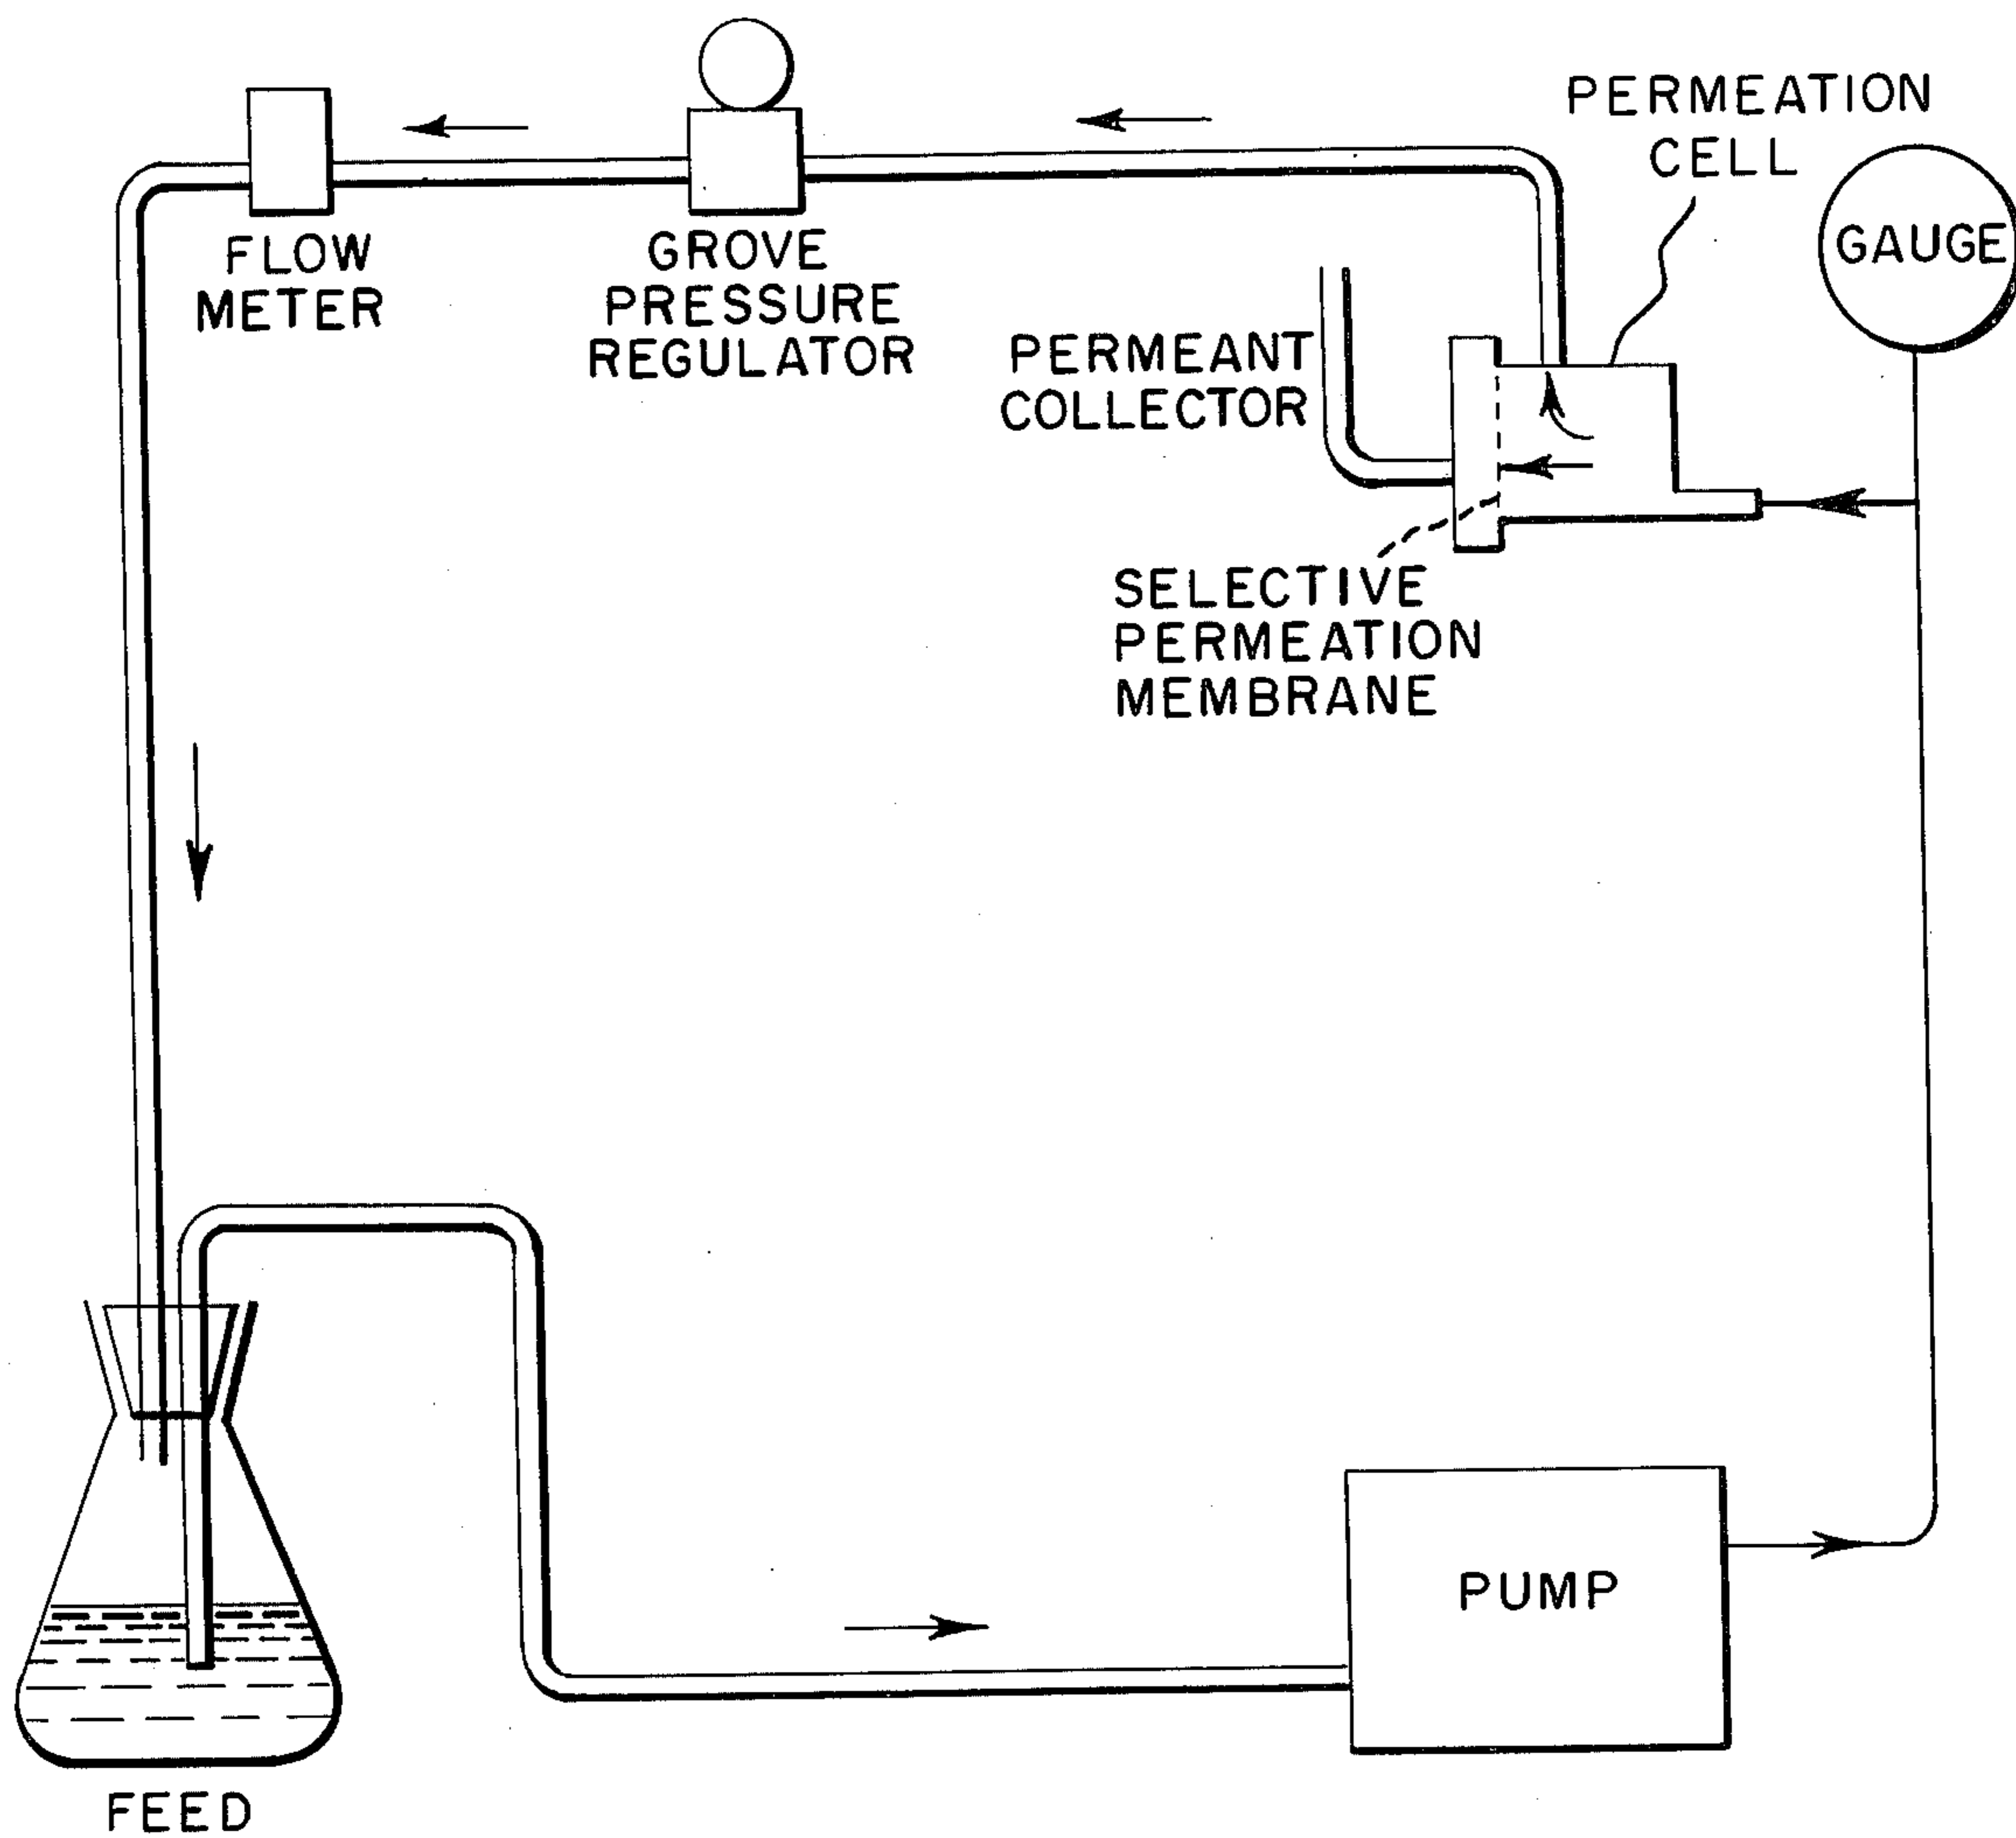 PERMEATION
CELL
GAUGE
FLOW
METER
GROVE
PRESSURE
REGULATOR
PERMEANT
COLLECTOR
SELECTIVE
PERMEATION
MEMBRANE
PUMP
FEED